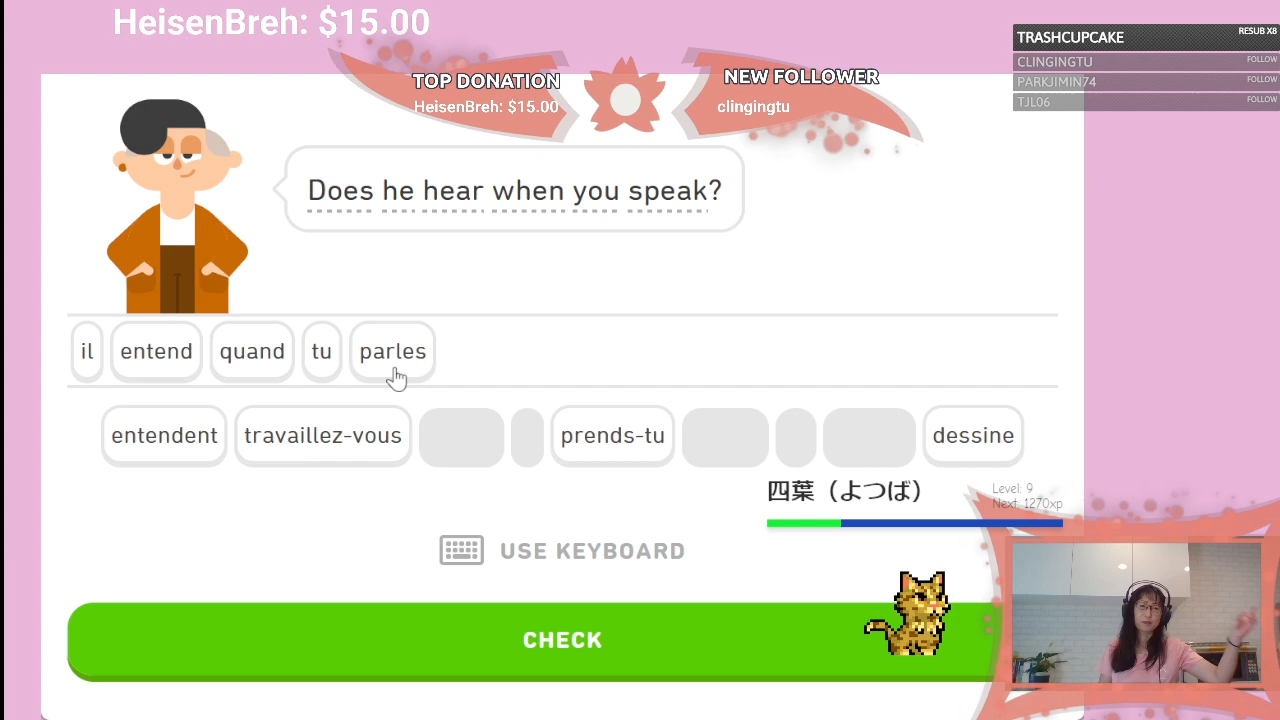 HeisenBreh: $15.00
TOP DONATION
HeisenBreh: $15.00
NEW FOLLOWER
clingingtu
TRASHCUPCAKE RESUB X8
CLINGINGTU FOLLOW
PARKJIMIN74 FOLLOW
TJL06 FOLLOW
Does he hear when you speak?
il entend quand tu parles
entendent travaillez-vous prends-tu dessine
四葉（よつば）
Level: 9
Next: 1270xp
USE KEYBOARD
CHECK